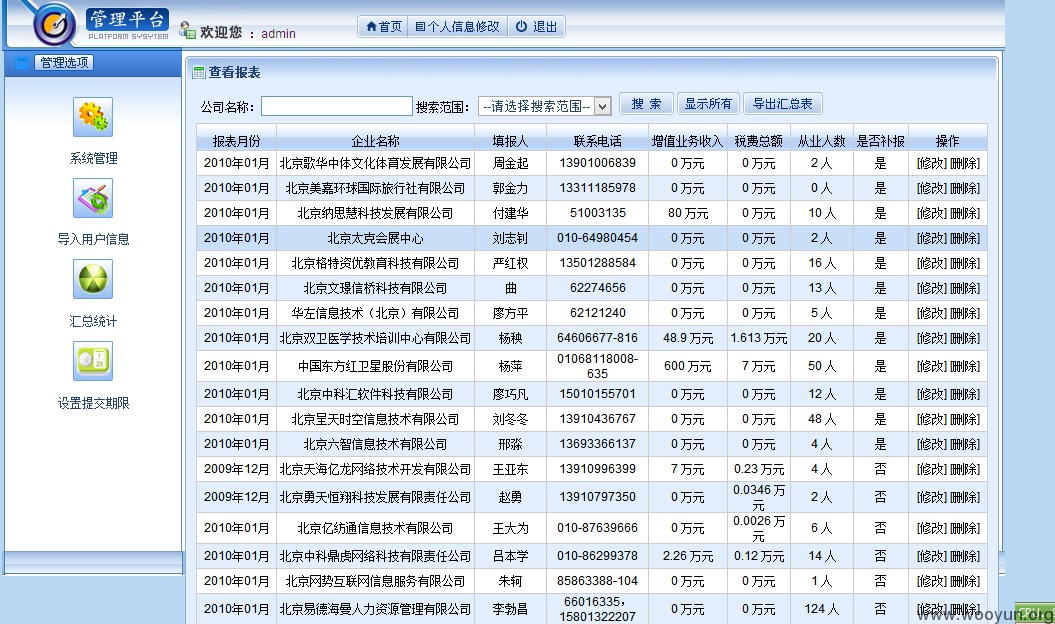 管理平台
PLATFORM SYSYTEM
欢迎您 : admin
首页 个人信息修改 退出
管理选项
系统管理
导入用户信息
汇总统计
设置提交期限
查看报表
公司名称: 搜索范围: --请选择搜索范围-- 搜 索 显示所有 导出汇总表
报表月份 企业名称 填报人 联系电话 增值业务收入 税费总额 从业人数 是否补报 操作
2010年01月 北京歌华中体文化体育发展有限公司 周金起 13901006839 0 万元 0 万元 2 人 是 [修改] [删除]
2010年01月 北京美嘉环球国际旅行社有限公司 郭金力 13311185978 0 万元 0 万元 0 人 是 [修改] [删除]
2010年01月 北京纳思慧科技发展有限公司 付建华 51003135 80 万元 0 万元 10 人 是 [修改] [删除]
2010年01月 北京太克会展中心 刘志钊 010-64980454 0 万元 0 万元 2 人 是 [修改] [删除]
2010年01月 北京格特资优教育科技有限公司 严红权 13501288584 0 万元 0 万元 16 人 是 [修改] [删除]
2010年01月 北京文璟信桥科技有限公司 曲 62274656 0 万元 0 万元 13 人 是 [修改] [删除]
2010年01月 华左信息技术（北京）有限公司 廖方平 62121240 0 万元 0 万元 5 人 是 [修改] [删除]
2010年01月 北京双卫医学技术培训中心有限公司 杨秧 64606677-816 48.9 万元 1.613 万元 20 人 是 [修改] [删除]
2010年01月 中国东方红卫星股份有限公司 杨萍 01068118008-635 600 万元 7 万元 50 人 是 [修改] [删除]
2010年01月 北京中科汇软件科技有限公司 廖巧凡 15010155701 0 万元 0 万元 12 人 是 [修改] [删除]
2010年01月 北京呈天时空信息技术有限公司 刘冬冬 13910436767 0 万元 0 万元 48 人 是 [修改] [删除]
2010年01月 北京六智信息技术有限公司 邢淼 13693366137 0 万元 0 万元 4 人 是 [修改] [删除]
2009年12月 北京天海亿龙网络技术开发有限公司 王亚东 13910996399 7 万元 0.23 万元 4 人 否 [修改] [删除]
2009年12月 北京勇天恒翔科技发展有限责任公司 赵勇 13910797350 0 万元 0.0346 万元 2 人 否 [修改] [删除]
2010年01月 北京亿纺通信息技术有限公司 王大为 010-87639666 0 万元 0.0026 万元 6 人 否 [修改] [删除]
2010年01月 北京中科鼎虎网络科技有限责任公司 吕本学 010-86299378 2.26 万元 0.12 万元 14 人 否 [修改] [删除]
2010年01月 北京网势互联网信息服务有限公司 朱轲 85863388-104 0 万元 0 万元 1 人 否 [修改] [删除]
2010年01月 北京易德海曼人力资源管理有限公司 李勃昌 66016335，15801322207 0 万元 0 万元 124 人 否 [修改] [删除]
www.wooyun.org
CPU